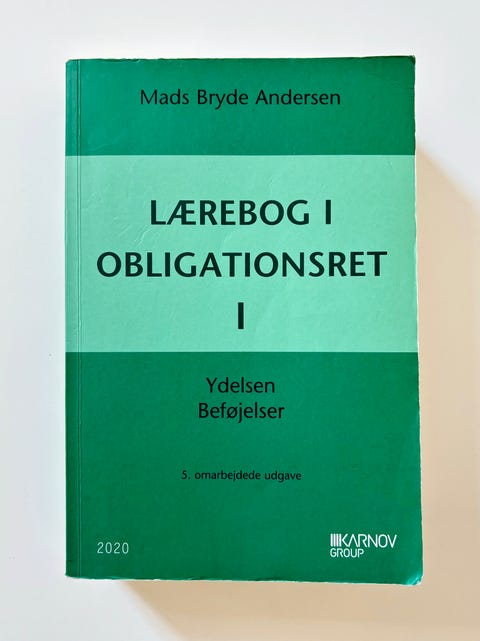 Mads Bryde Andersen
LÆREBOG I
OBLIGATIONSRET
I
Ydelsen
Beføjelser
5. omarbejdede udgave
2020
KARNOV
GROUP